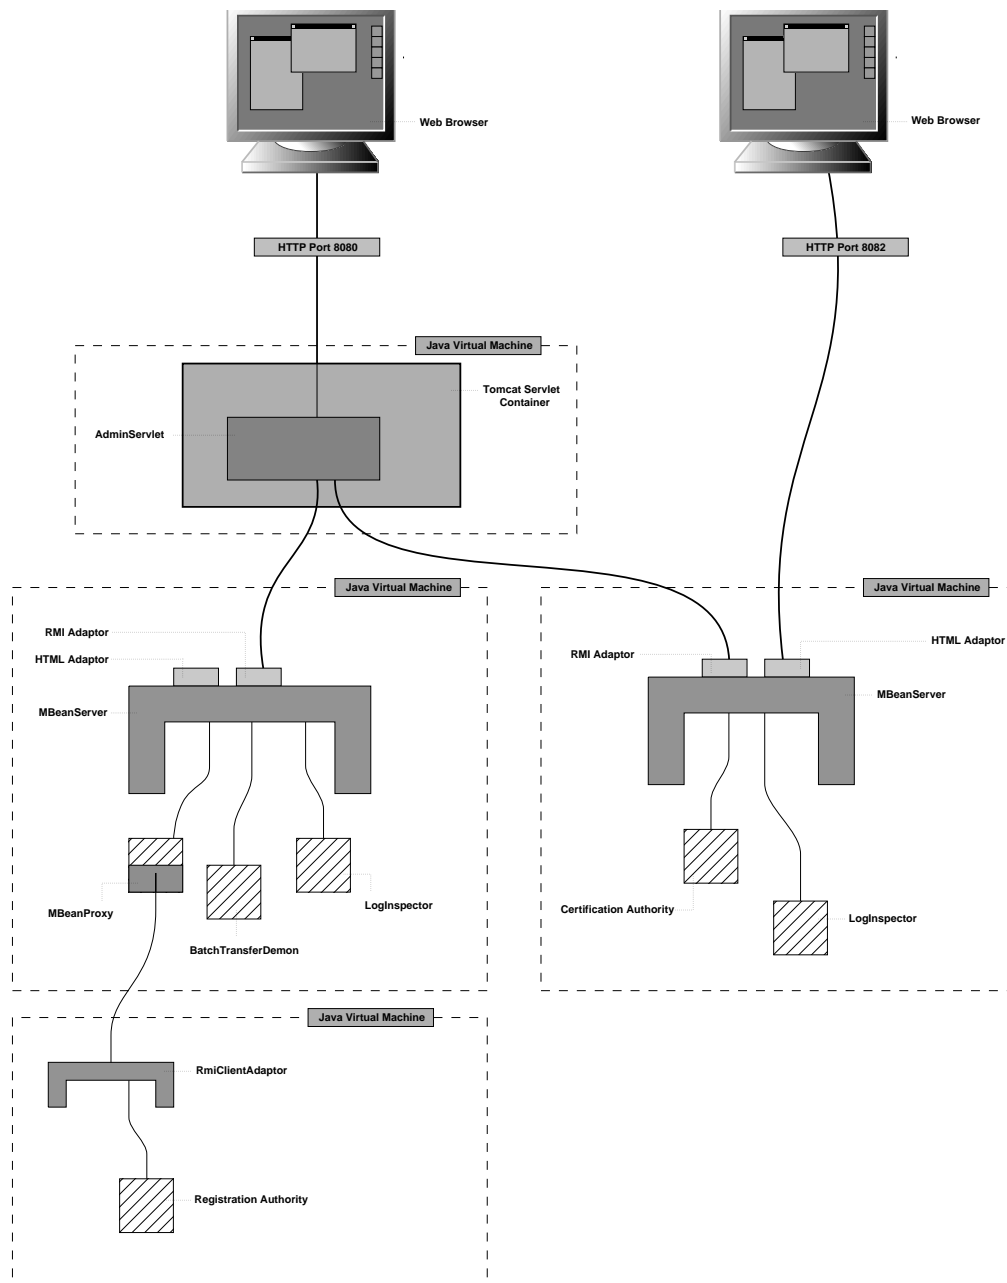 Web Browser
Web Browser
HTTP Port 8080
HTTP Port 8082
Java Virtual Machine
Tomcat Servlet
Container
AdminServlet
Java Virtual Machine
Java Virtual Machine
RMI Adaptor
HTML Adaptor
HTML Adaptor
RMI Adaptor
MBeanServer
MBeanServer
LogInspector
MBeanProxy
Certification Authority
LogInspector
BatchTransferDemon
Java Virtual Machine
RmiClientAdaptor
Registration Authority